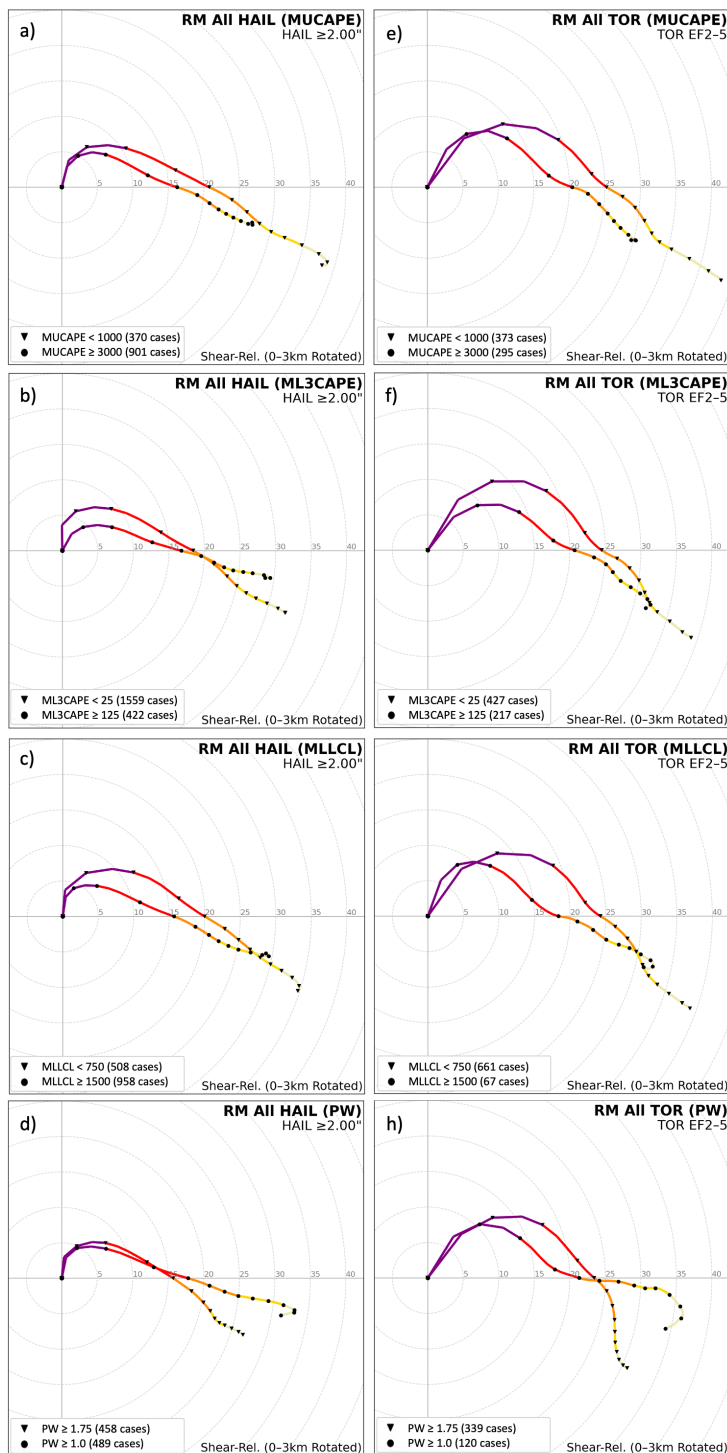 a)
RM All HAIL (MUCAPE)
HAIL ≥2.00"
5 10 15 20 25 30 35 40
MUCAPE < 1000 (370 cases)
MUCAPE ≥ 3000 (901 cases)
Shear-Rel. (0–3km Rotated)
e)
RM All TOR (MUCAPE)
TOR EF2–5
5 10 15 20 25 30 35 40
MUCAPE < 1000 (373 cases)
MUCAPE ≥ 3000 (295 cases)
Shear-Rel. (0–3km Rotated)
b)
RM All HAIL (ML3CAPE)
HAIL ≥2.00"
5 10 15 20 25 30 35 40
ML3CAPE < 25 (1559 cases)
ML3CAPE ≥ 125 (422 cases)
Shear-Rel. (0–3km Rotated)
f)
RM All TOR (ML3CAPE)
TOR EF2–5
5 10 15 20 25 30 35 40
ML3CAPE < 25 (427 cases)
ML3CAPE ≥ 125 (217 cases)
Shear-Rel. (0–3km Rotated)
c)
RM All HAIL (MLLCL)
HAIL ≥2.00"
5 10 15 20 25 30 35 40
MLLCL < 750 (508 cases)
MLLCL ≥ 1500 (958 cases)
Shear-Rel. (0–3km Rotated)
g)
RM All TOR (MLLCL)
TOR EF2–5
5 10 15 20 25 30 35 40
MLLCL < 750 (661 cases)
MLLCL ≥ 1500 (67 cases)
Shear-Rel. (0–3km Rotated)
d)
RM All HAIL (PW)
HAIL ≥2.00"
5 10 15 20 25 30 35 40
PW ≥ 1.75 (458 cases)
PW ≥ 1.0 (489 cases)
Shear-Rel. (0–3km Rotated)
h)
RM All TOR (PW)
TOR EF2–5
5 10 15 20 25 30 35 40
PW ≥ 1.75 (339 cases)
PW ≥ 1.0 (120 cases)
Shear-Rel. (0–3km Rotated)